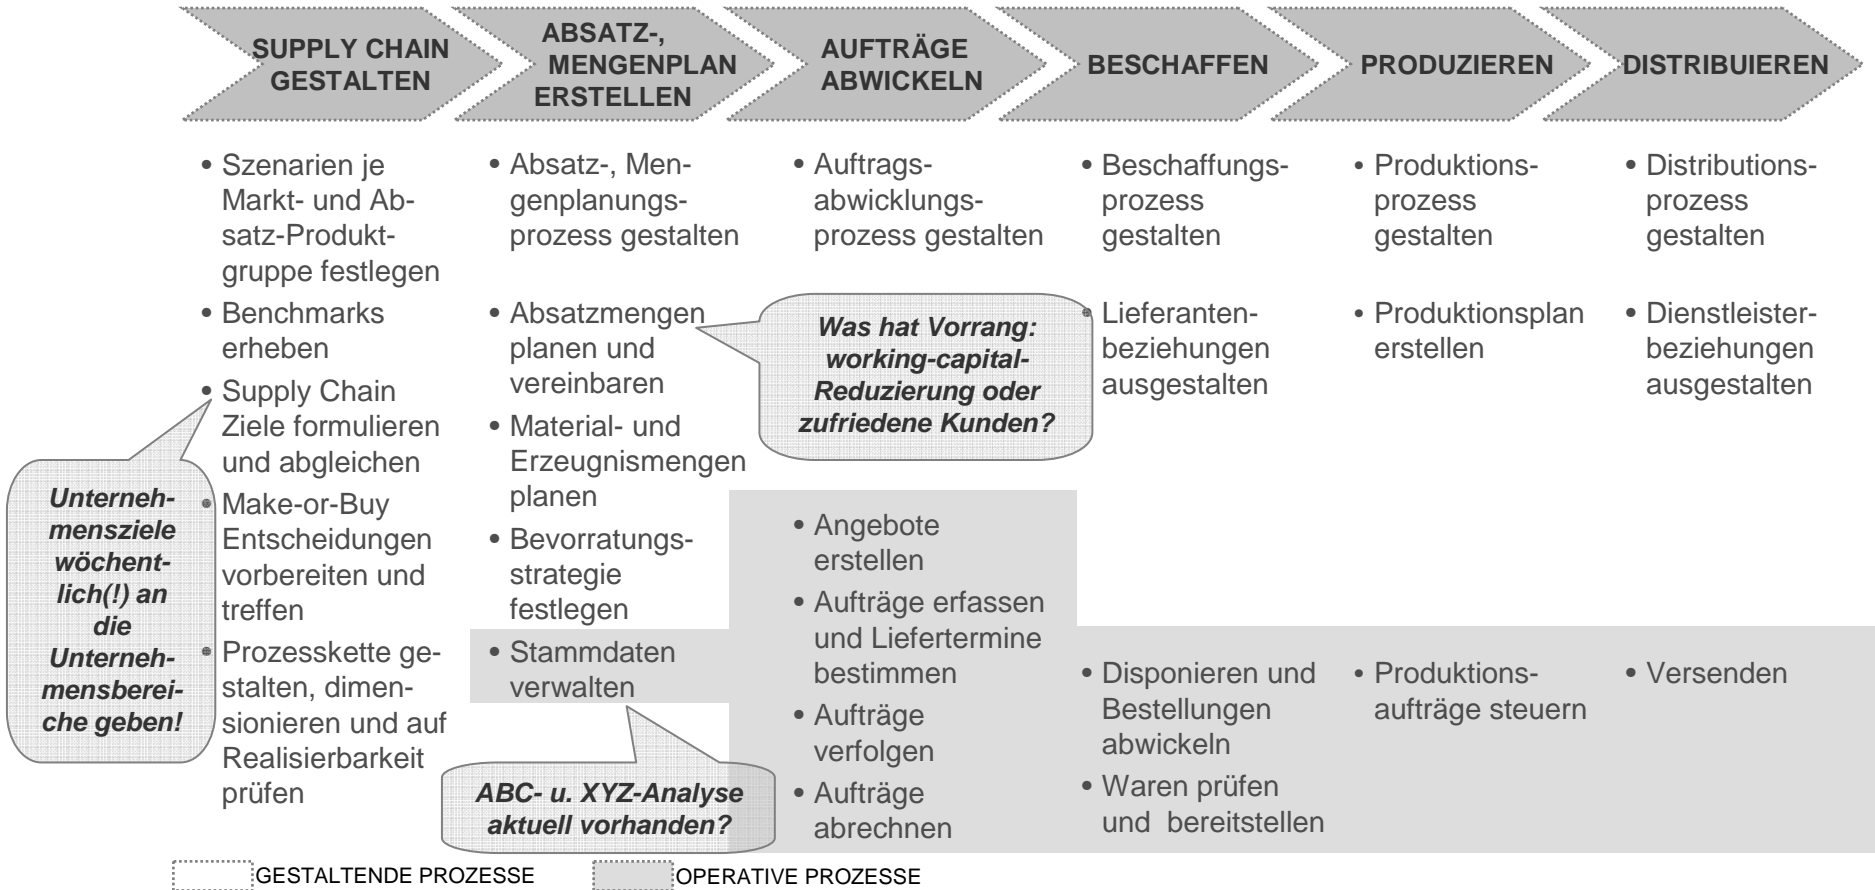 SUPPLY CHAIN
GESTALTEN
ABSATZ-,
MENGENPLAN
ERSTELLEN
AUFTRÄGE
ABWICKELN
BESCHAFFEN
PRODUZIEREN
DISTRIBUIEREN
• Szenarien je
Markt- und Ab-
satz-Produkt-
gruppe festlegen
• Benchmarks
erheben
• Supply Chain
Ziele formulieren
und abgleichen
• Make-or-Buy
Entscheidungen
vorbereiten und
treffen
• Prozesskette ge-
stalten, dimen-
sionieren und auf
Realisierbarkeit
prüfen
Unterneh-
mensziele
wöchent-
lich(!) an
die
Unterneh-
mensberei-
che geben!
• Absatz-, Men-
genplanungs-
prozess gestalten
• Absatzmengen
planen und
vereinbaren
• Material- und
Erzeugnismengen
planen
• Bevorratungs-
strategie
festlegen
• Stammdaten
verwalten
ABC- u. XYZ-Analyse
aktuell vorhanden?
• Auftrags-
abwicklungs-
prozess gestalten
Was hat Vorrang:
working-capital-
Reduzierung oder
zufriedene Kunden?
• Angebote
erstellen
• Aufträge erfassen
und Liefertermine
bestimmen
• Aufträge
verfolgen
• Aufträge
abrechnen
• Beschaffungs-
prozess
gestalten
• Lieferanten-
beziehungen
ausgestalten
• Disponieren und
Bestellungen
abwickeln
• Waren prüfen
und bereitstellen
• Produktions-
prozess
gestalten
• Produktionsplan
erstellen
• Produktions-
aufträge steuern
• Distributions-
prozess
gestalten
• Dienstleister-
beziehungen
ausgestalten
• Versenden
GESTALTENDE PROZESSE
OPERATIVE PROZESSE